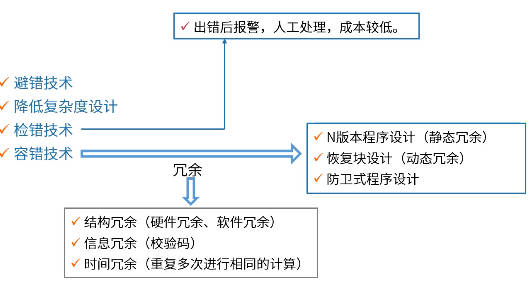 出错后报警，人工处理，成本较低。
避错技术
降低复杂度设计
检错技术
容错技术
N版本程序设计（静态冗余）
恢复块设计（动态冗余）
防卫式程序设计
冗余
结构冗余（硬件冗余、软件冗余）
信息冗余（校验码）
时间冗余（重复多次进行相同的计算）